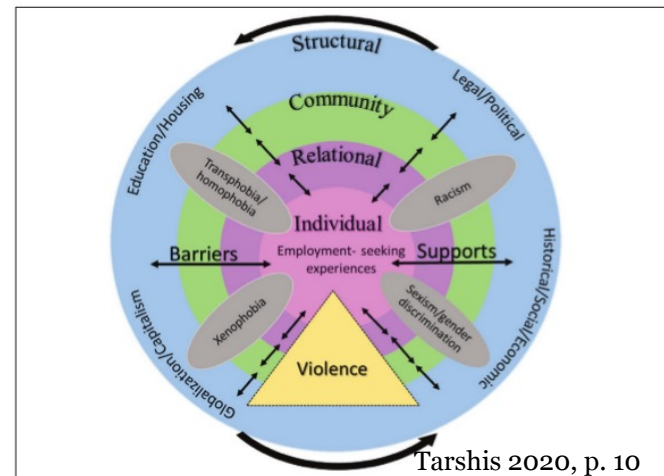 Structural
Legal/Political
Education/Housing
Community
Relational
Transphobia/
homophobia
Racism
Individual
Employment- seeking
experiences
Barriers
Supports
Xenophobia
Sexism/gender
discrimination
Historical/Social/Economic
Globalization/Capitalism
Violence
Tarshis 2020, p. 10